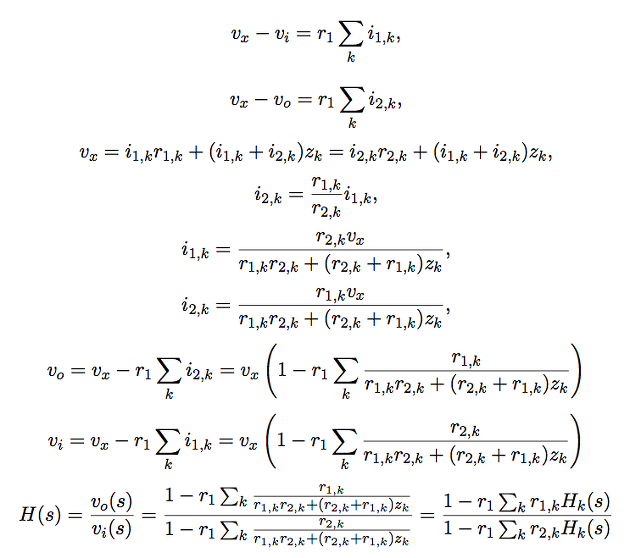 $v_x - v_i = r_1 \sum_k i_{1,k},$
$v_x - v_o = r_1 \sum_k i_{2,k},$
$v_x = i_{1,k} r_{1,k} + (i_{1,k} + i_{2,k}) z_k = i_{2,k} r_{2,k} + (i_{1,k} + i_{2,k}) z_k,$
$i_{2,k} = \frac{r_{1,k}}{r_{2,k}} i_{1,k},$
$i_{1,k} = \frac{r_{2,k} v_x}{r_{1,k} r_{2,k} + (r_{2,k} + r_{1,k}) z_k},$
$i_{2,k} = \frac{r_{1,k} v_x}{r_{1,k} r_{2,k} + (r_{2,k} + r_{1,k}) z_k},$
$v_o = v_x - r_1 \sum_k i_{2,k} = v_x \left( 1 - r_1 \sum_k \frac{r_{1,k}}{r_{1,k} r_{2,k} + (r_{2,k} + r_{1,k}) z_k} \right)$
$v_i = v_x - r_1 \sum_k i_{1,k} = v_x \left( 1 - r_1 \sum_k \frac{r_{2,k}}{r_{1,k} r_{2,k} + (r_{2,k} + r_{1,k}) z_k} \right)$
$H(s) = \frac{v_o(s)}{v_i(s)} = \frac{1 - r_1 \sum_k \frac{r_{1,k}}{r_{1,k} r_{2,k} + (r_{2,k} + r_{1,k}) z_k}}{1 - r_1 \sum_k \frac{r_{2,k}}{r_{1,k} r_{2,k} + (r_{2,k} + r_{1,k}) z_k}} = \frac{1 - r_1 \sum_k r_{1,k} H_k(s)}{1 - r_1 \sum_k r_{2,k} H_k(s)}$